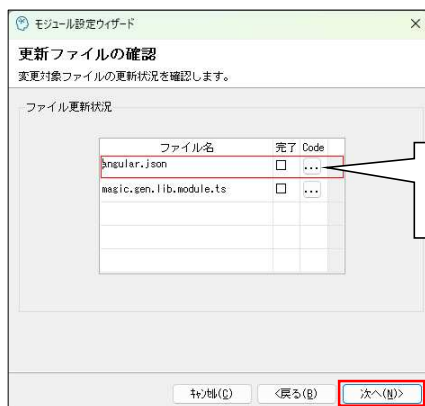 モジュール設定ウィザード
更新ファイルの確認
変更対象ファイルの更新状況を確認します。
ファイル更新状況
ファイル名 完了 Code
angular.json ...
magic.gen.lib.module.ts ...
ｷｬﾝｾﾙ(C) <戻る(B) 次へ(N)>